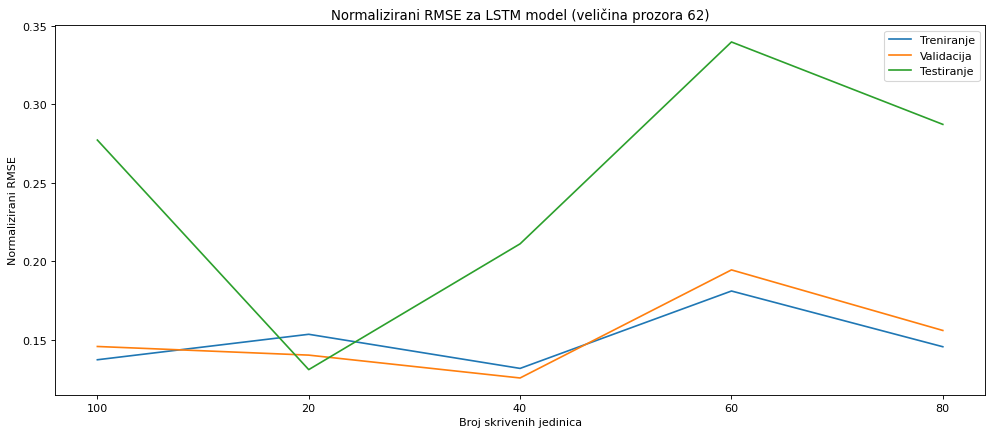 Normalizirani RMSE za LSTM model (veličina prozora 62)
0.35
0.30
0.25
0.20
0.15
Normalizirani RMSE
Treniranje
Validacija
Testiranje
100
20
40
60
80
Broj skrivenih jedinica